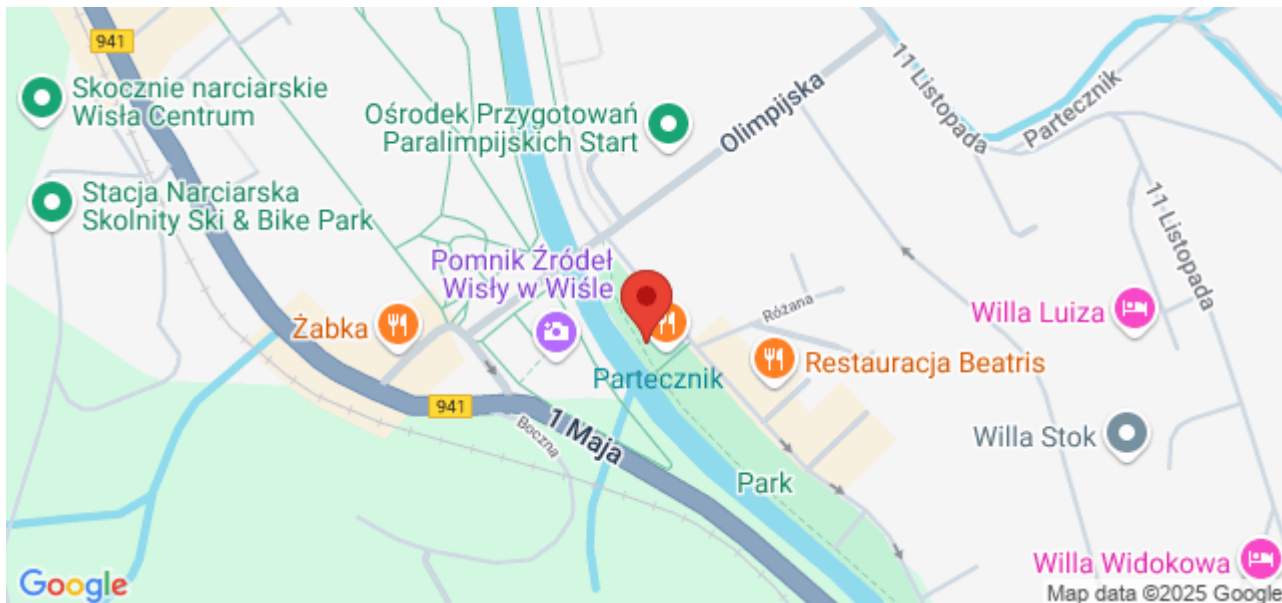 941
Skocznie narciarskie
Wisła Centrum
Ośrodek Przygotowań
Paralimpijskich Start
Olimpijska
11 Listopada
Partecznik
Stacja Narciarska
Skolnity Ski & Bike Park
11 Listopada
Pomnik Źródeł
Wisły w Wiśle
Żabka
Różana
Willa Luiza
Partecznik
Restauracja Beatris
941
1 Maja
Boczna
Willa Stok
Park
Willa Widokowa
Google
Map data ©2025 Google